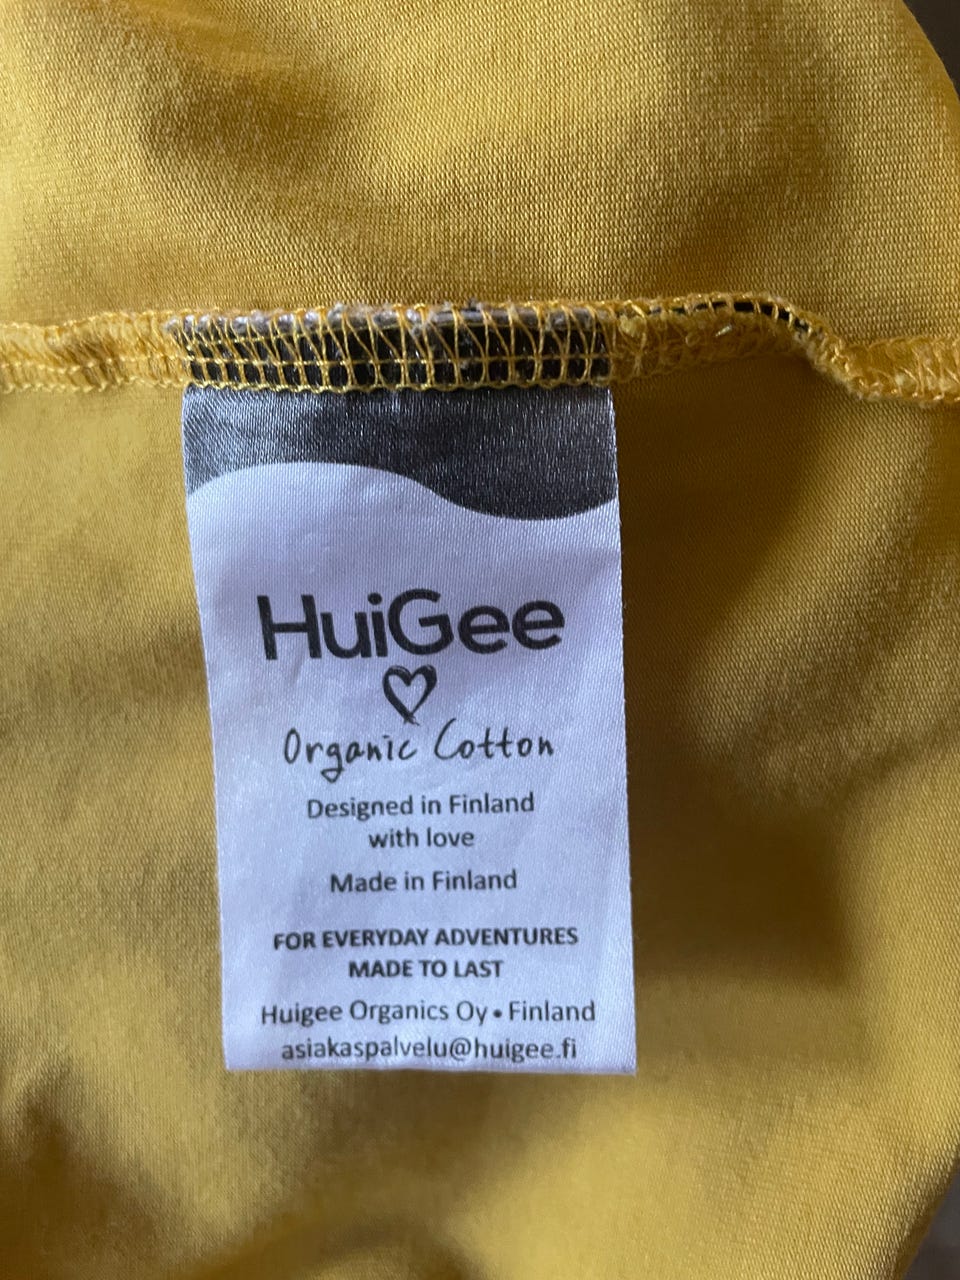 HuiGee
Organic Cotton
Designed in Finland
with love
Made in Finland
FOR EVERYDAY ADVENTURES
MADE TO LAST
Huigee Organics Oy • Finland
asiakaspalvelu@huigee.fi